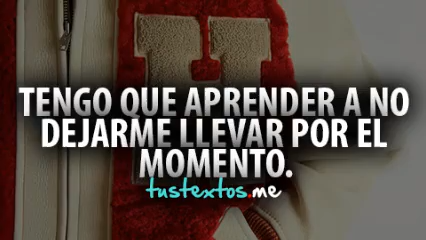 H
TENGO QUE APRENDER A NO
DEJARME LLEVAR POR EL
MOMENTO.
tustextos.me